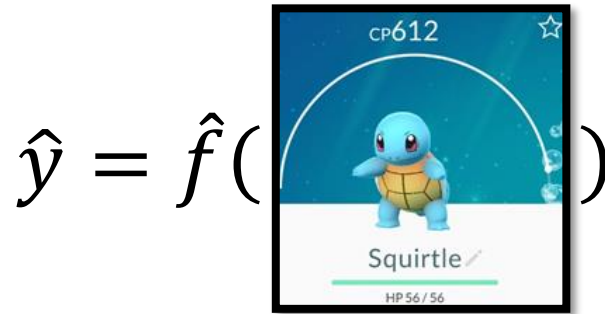 CP612
ŷ = f̂( )
Squirtle
HP 56 / 56